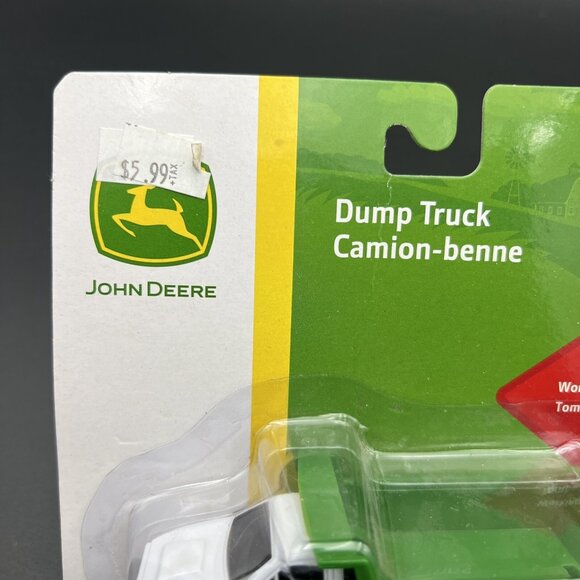 $5.99
+TAX
JOHN DEERE
Dump Truck
Camion-benne